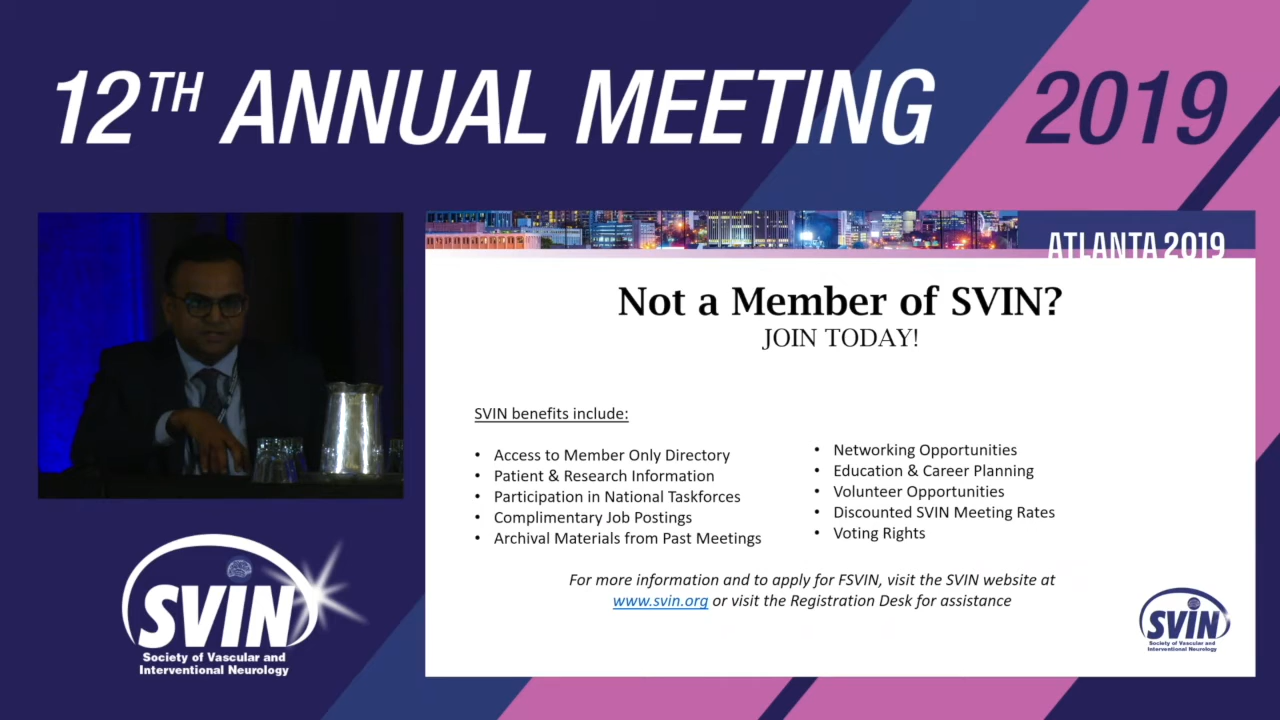 12TH ANNUAL MEETING 2019
ATLANTA 2019
Not a Member of SVIN?
JOIN TODAY!
SVIN benefits include:
• Access to Member Only Directory
• Patient & Research Information
• Participation in National Taskforces
• Complimentary Job Postings
• Archival Materials from Past Meetings
• Networking Opportunities
• Education & Career Planning
• Volunteer Opportunities
• Discounted SVIN Meeting Rates
• Voting Rights
For more information and to apply for FSVIN, visit the SVIN website at
www.svin.org or visit the Registration Desk for assistance
SVIN
Society of Vascular and
Interventional Neurology
SVIN
Society of Vascular and
Interventional Neurology